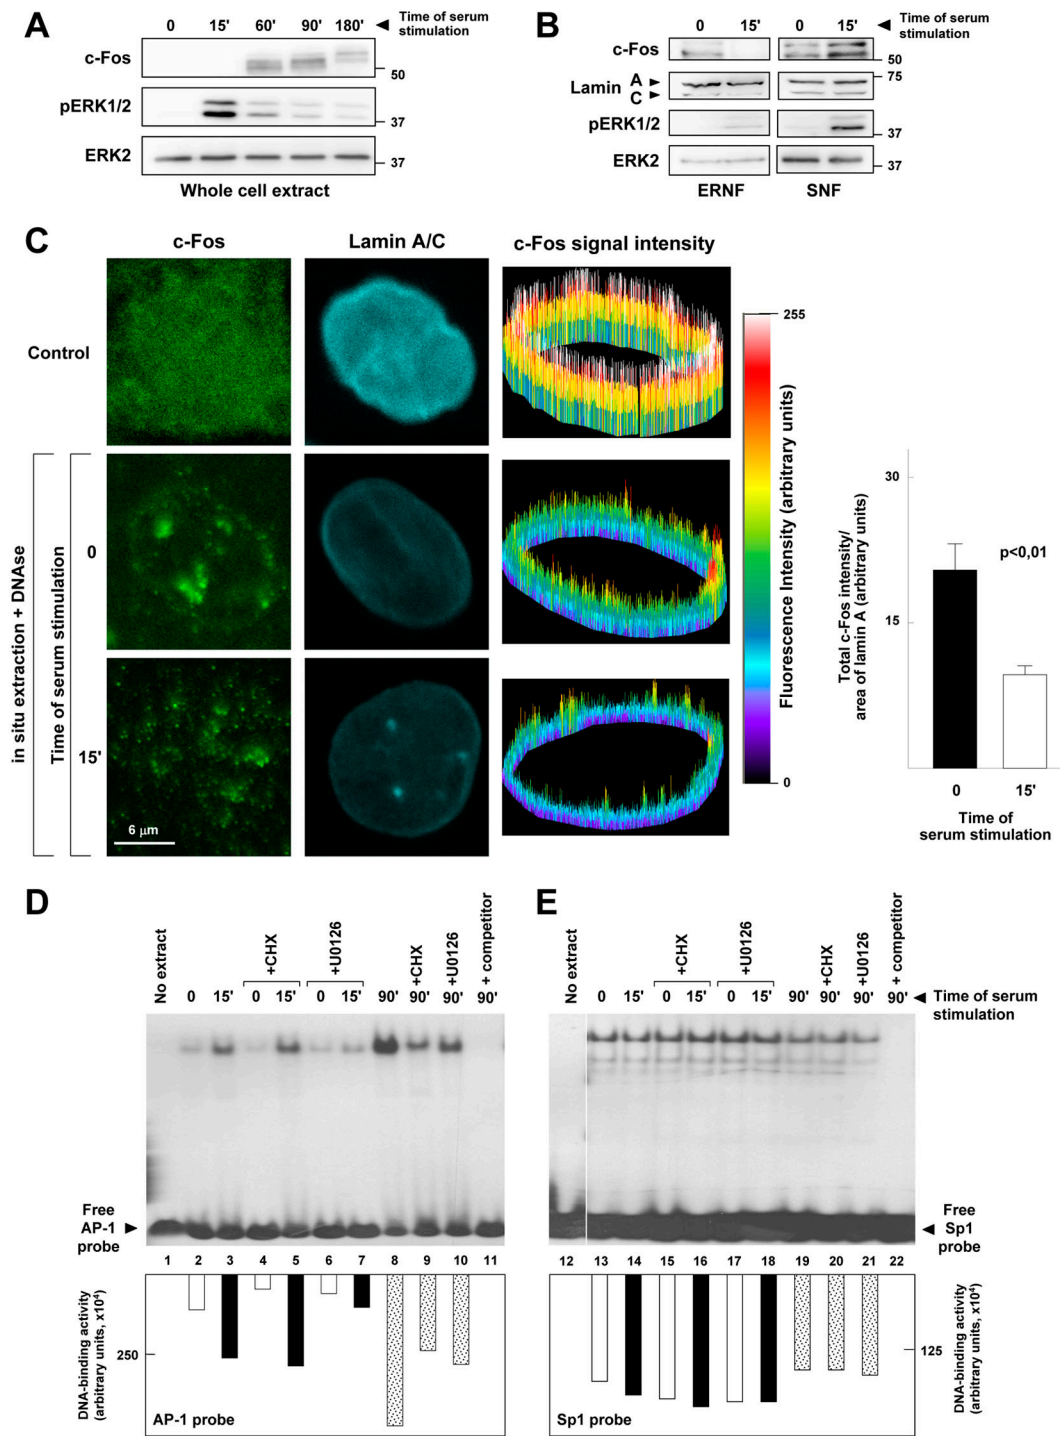 A
0 15' 60' 90' 180'
Time of serum
stimulation
c-Fos
50
pERK1/2
37
ERK2
37
Whole cell extract
B
0 15' 0 15'
Time of serum
stimulation
c-Fos
50
Lamin A
C
75
pERK1/2
37
ERK2
37
ERNF SNF
C
c-Fos Lamin A/C c-Fos signal intensity
Control
in situ extraction + DNAse
Time of serum stimulation
0
15'
6 µm
255
Fluorescence Intensity (arbitrary units)
0
Total c-Fos intensity/
area of lamin A (arbitrary units)
30
15
p<0,01
0 15'
Time of
serum stimulation
D
No extract
+CHX
+U0126
+CHX
+U0126
+ competitor
0 15' 0 15' 0 15' 90' 90' 90' 90'
Free
AP-1
probe
1 2 3 4 5 6 7 8 9 10 11
DNA-binding activity
(arbitrary units, x10⁴)
250
AP-1 probe
E
No extract
+CHX
+U0126
+CHX
+U0126
+ competitor
0 15' 0 15' 0 15' 90' 90' 90' 90'
Time of serum
stimulation
Free
Sp1
probe
12 13 14 15 16 17 18 19 20 21 22
125
DNA-binding activity
(arbitrary units, x10⁴)
Sp1 probe